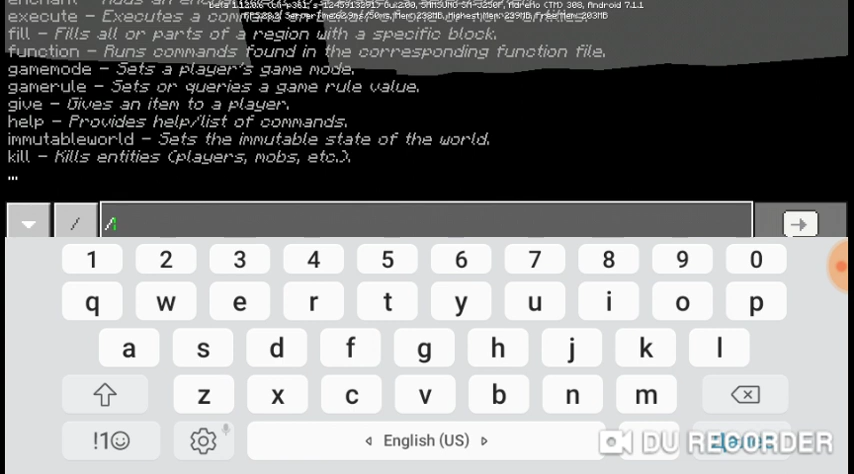 execute – Executes a command
fill – Fills all or parts of a region with a specific block.
function – Runs commands found in the corresponding function file.
gamemode – Sets a player's game mode.
gamerule – Sets or queries a game rule value.
give – Gives an item to a player.
help – Provides help/list of commands.
immutableworld – Sets the immutable state of the world.
kill – Kills entities (players, mobs, etc.).
...
/ /
1 2 3 4 5 6 7 8 9 0
q w e r t y u i o p
a s d f g h j k l
z x c v b n m
!1☺ English (US)
DU RECORDER